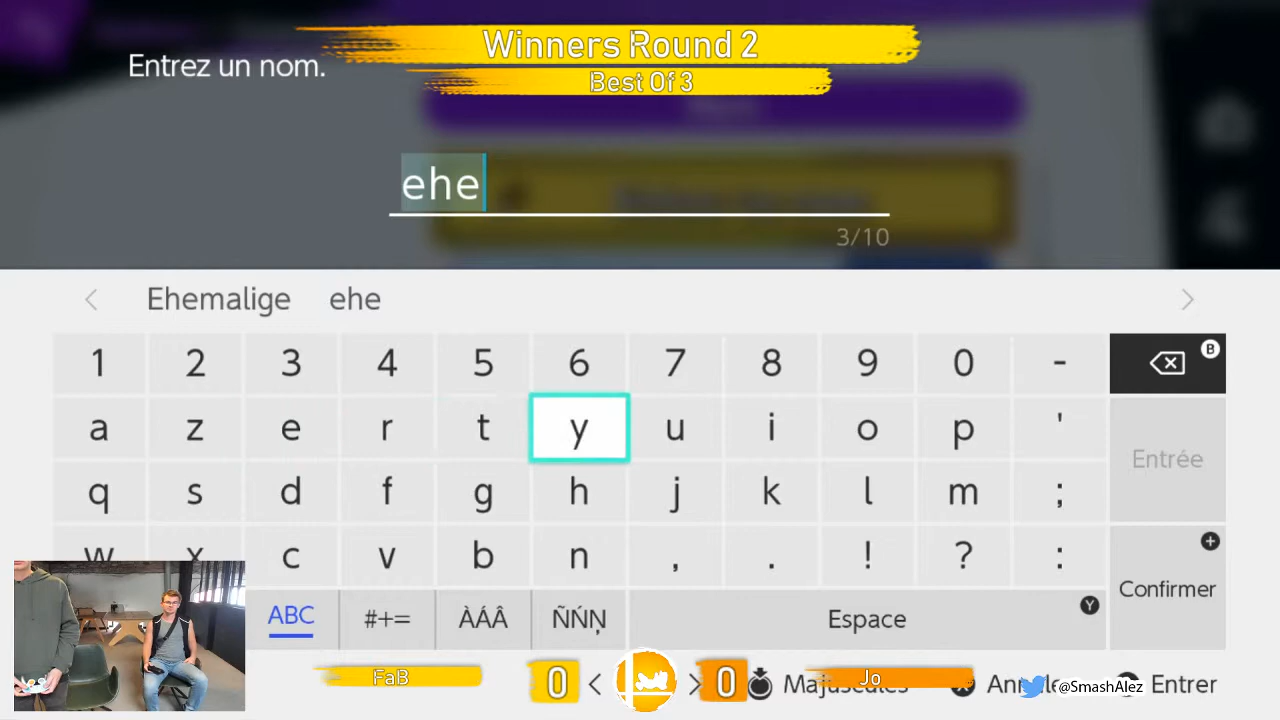 Winners Round 2
Entrez un nom.
Best Of 3
ehe
3/10
Ehemalige ehe
1 2 3 4 5 6 7 8 9 0 - B
a z e r t y u i o p '
Entrée
q s d f g h j k l m ;
w x c v b n , . ! ? : +
Confirmer
ABC #+= ÀÁÂ ÑŃŅ Espace Y
FaB 0 < > 0 Jo
@SmashAlez Entrer